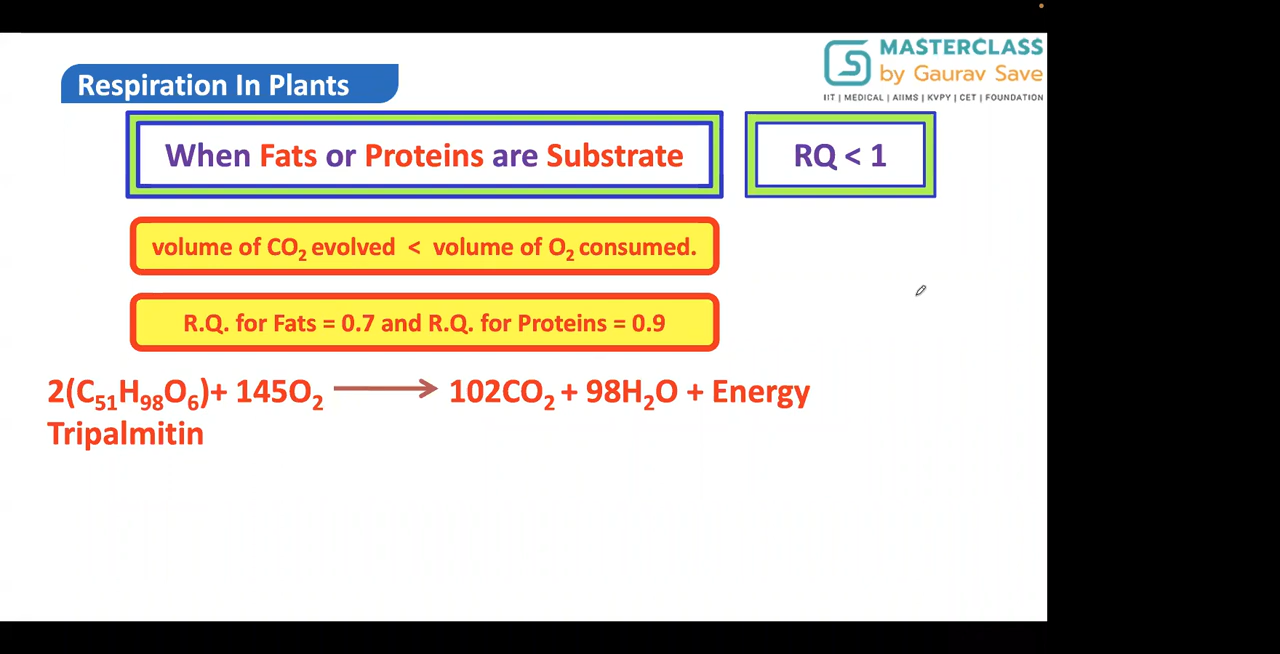 MASTERCLASS
by Gaurav Save
IIT | MEDICAL | AIIMS | KVPY | CET | FOUNDATION
Respiration In Plants
When Fats or Proteins are Substrate
RQ < 1
volume of CO₂ evolved < volume of O₂ consumed.
R.Q. for Fats = 0.7 and R.Q. for Proteins = 0.9
2(C₅₁H₉₈O₆)+ 145O₂ ⟶ 102CO₂ + 98H₂O + Energy
Tripalmitin